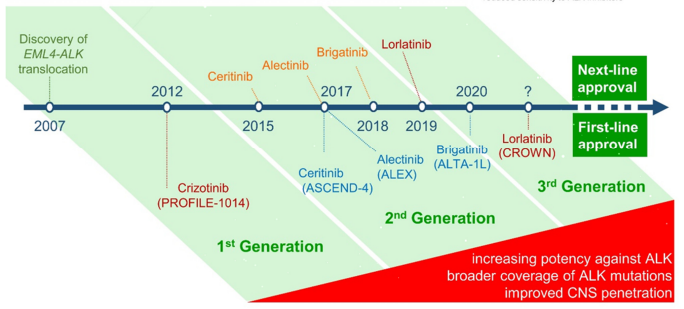 Discovery of
EML4-ALK
translocation
Ceritinib
Alectinib
Brigatinib
Lorlatinib
Next-line
approval
2012
2017
2020
?
2007
2015
2018
2019
First-line
approval
Crizotinib
(PROFILE-1014)
Ceritinib
(ASCEND-4)
Alectinib
(ALEX)
Brigatinib
(ALTA-1L)
Lorlatinib
(CROWN)
1st Generation
2nd Generation
3rd Generation
increasing potency against ALK
broader coverage of ALK mutations
improved CNS penetration